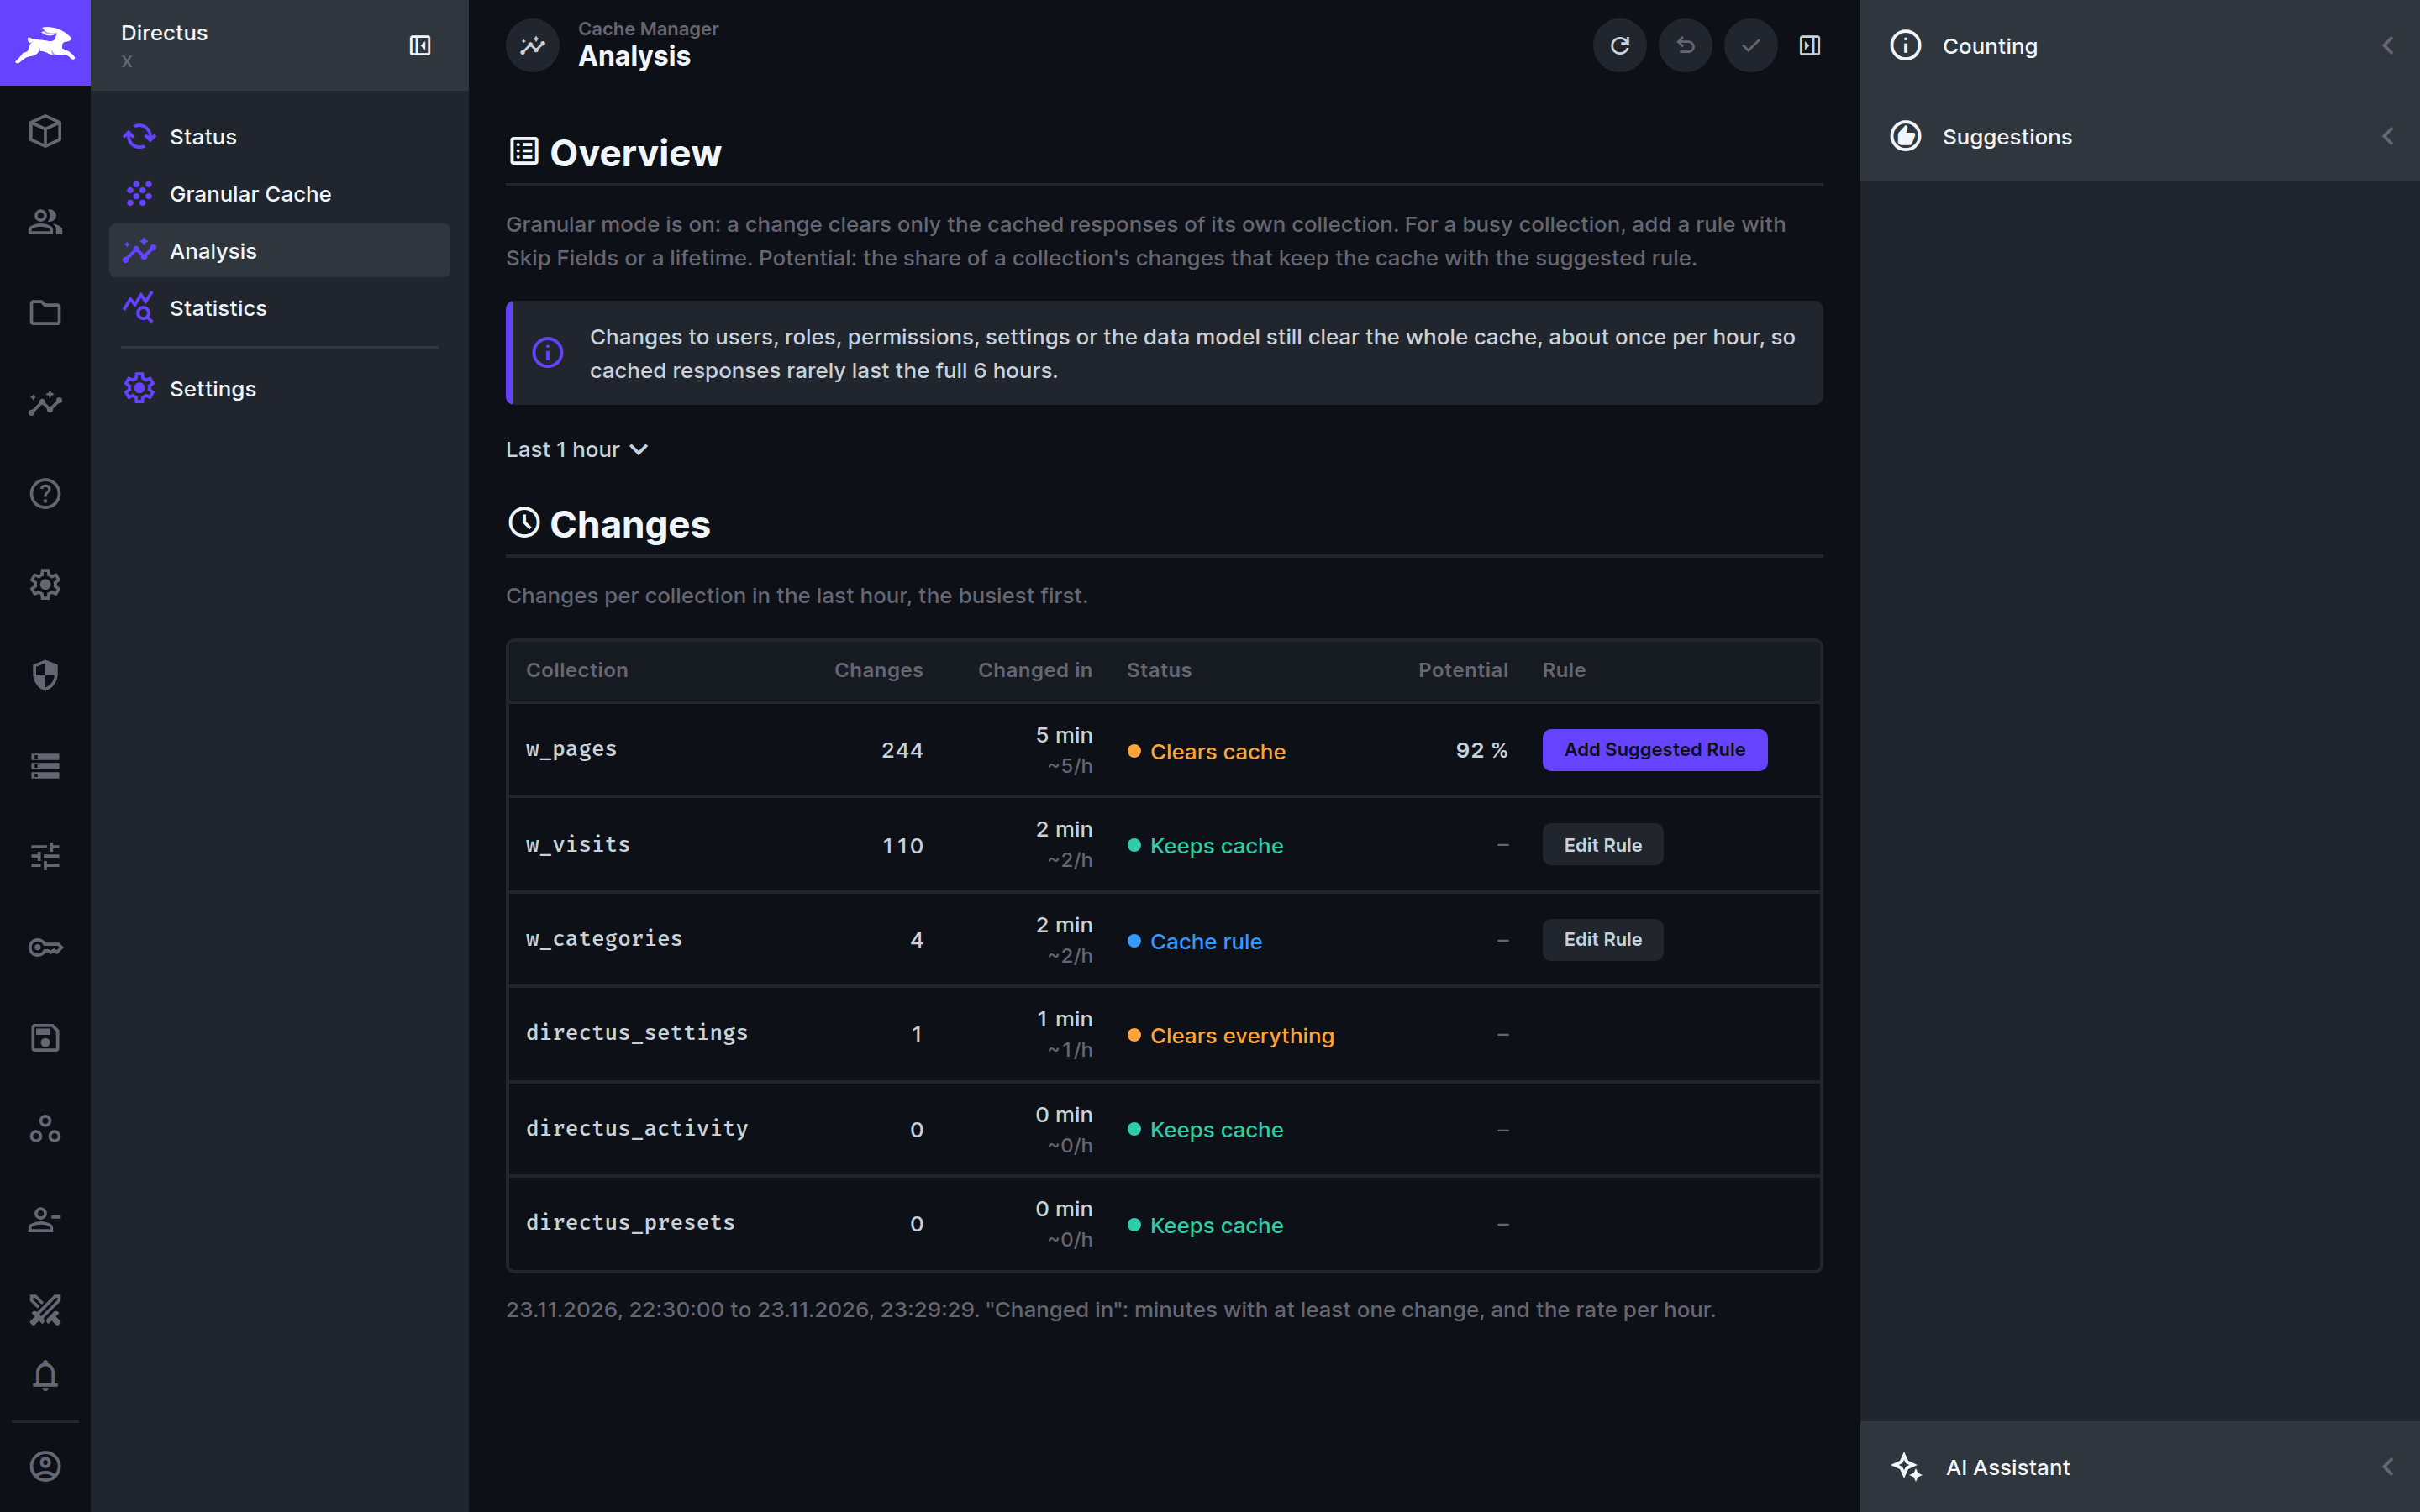 Directus
X
Status
Granular Cache
Analysis
Statistics
Settings
Cache Manager
Analysis
Overview
Granular mode is on: a change clears only the cached responses of its own collection. For a busy collection, add a rule with
Skip Fields or a lifetime. Potential: the share of a collection's changes that keep the cache with the suggested rule.
Changes to users, roles, permissions, settings or the data model still clear the whole cache, about once per hour, so
cached responses rarely last the full 6 hours.
Last 1 hour
Changes
Changes per collection in the last hour, the busiest first.
Collection Changes Changed in Status Potential Rule
w_pages 244 5 min ~5/h Clears cache 92 % Add Suggested Rule
w_visits 110 2 min ~2/h Keeps cache – Edit Rule
w_categories 4 2 min ~2/h Cache rule – Edit Rule
directus_settings 1 1 min ~1/h Clears everything –
directus_activity 0 0 min ~0/h Keeps cache –
directus_presets 0 0 min ~0/h Keeps cache –
23.11.2026, 22:30:00 to 23.11.2026, 23:29:29. "Changed in": minutes with at least one change, and the rate per hour.
Counting
Suggestions
AI Assistant